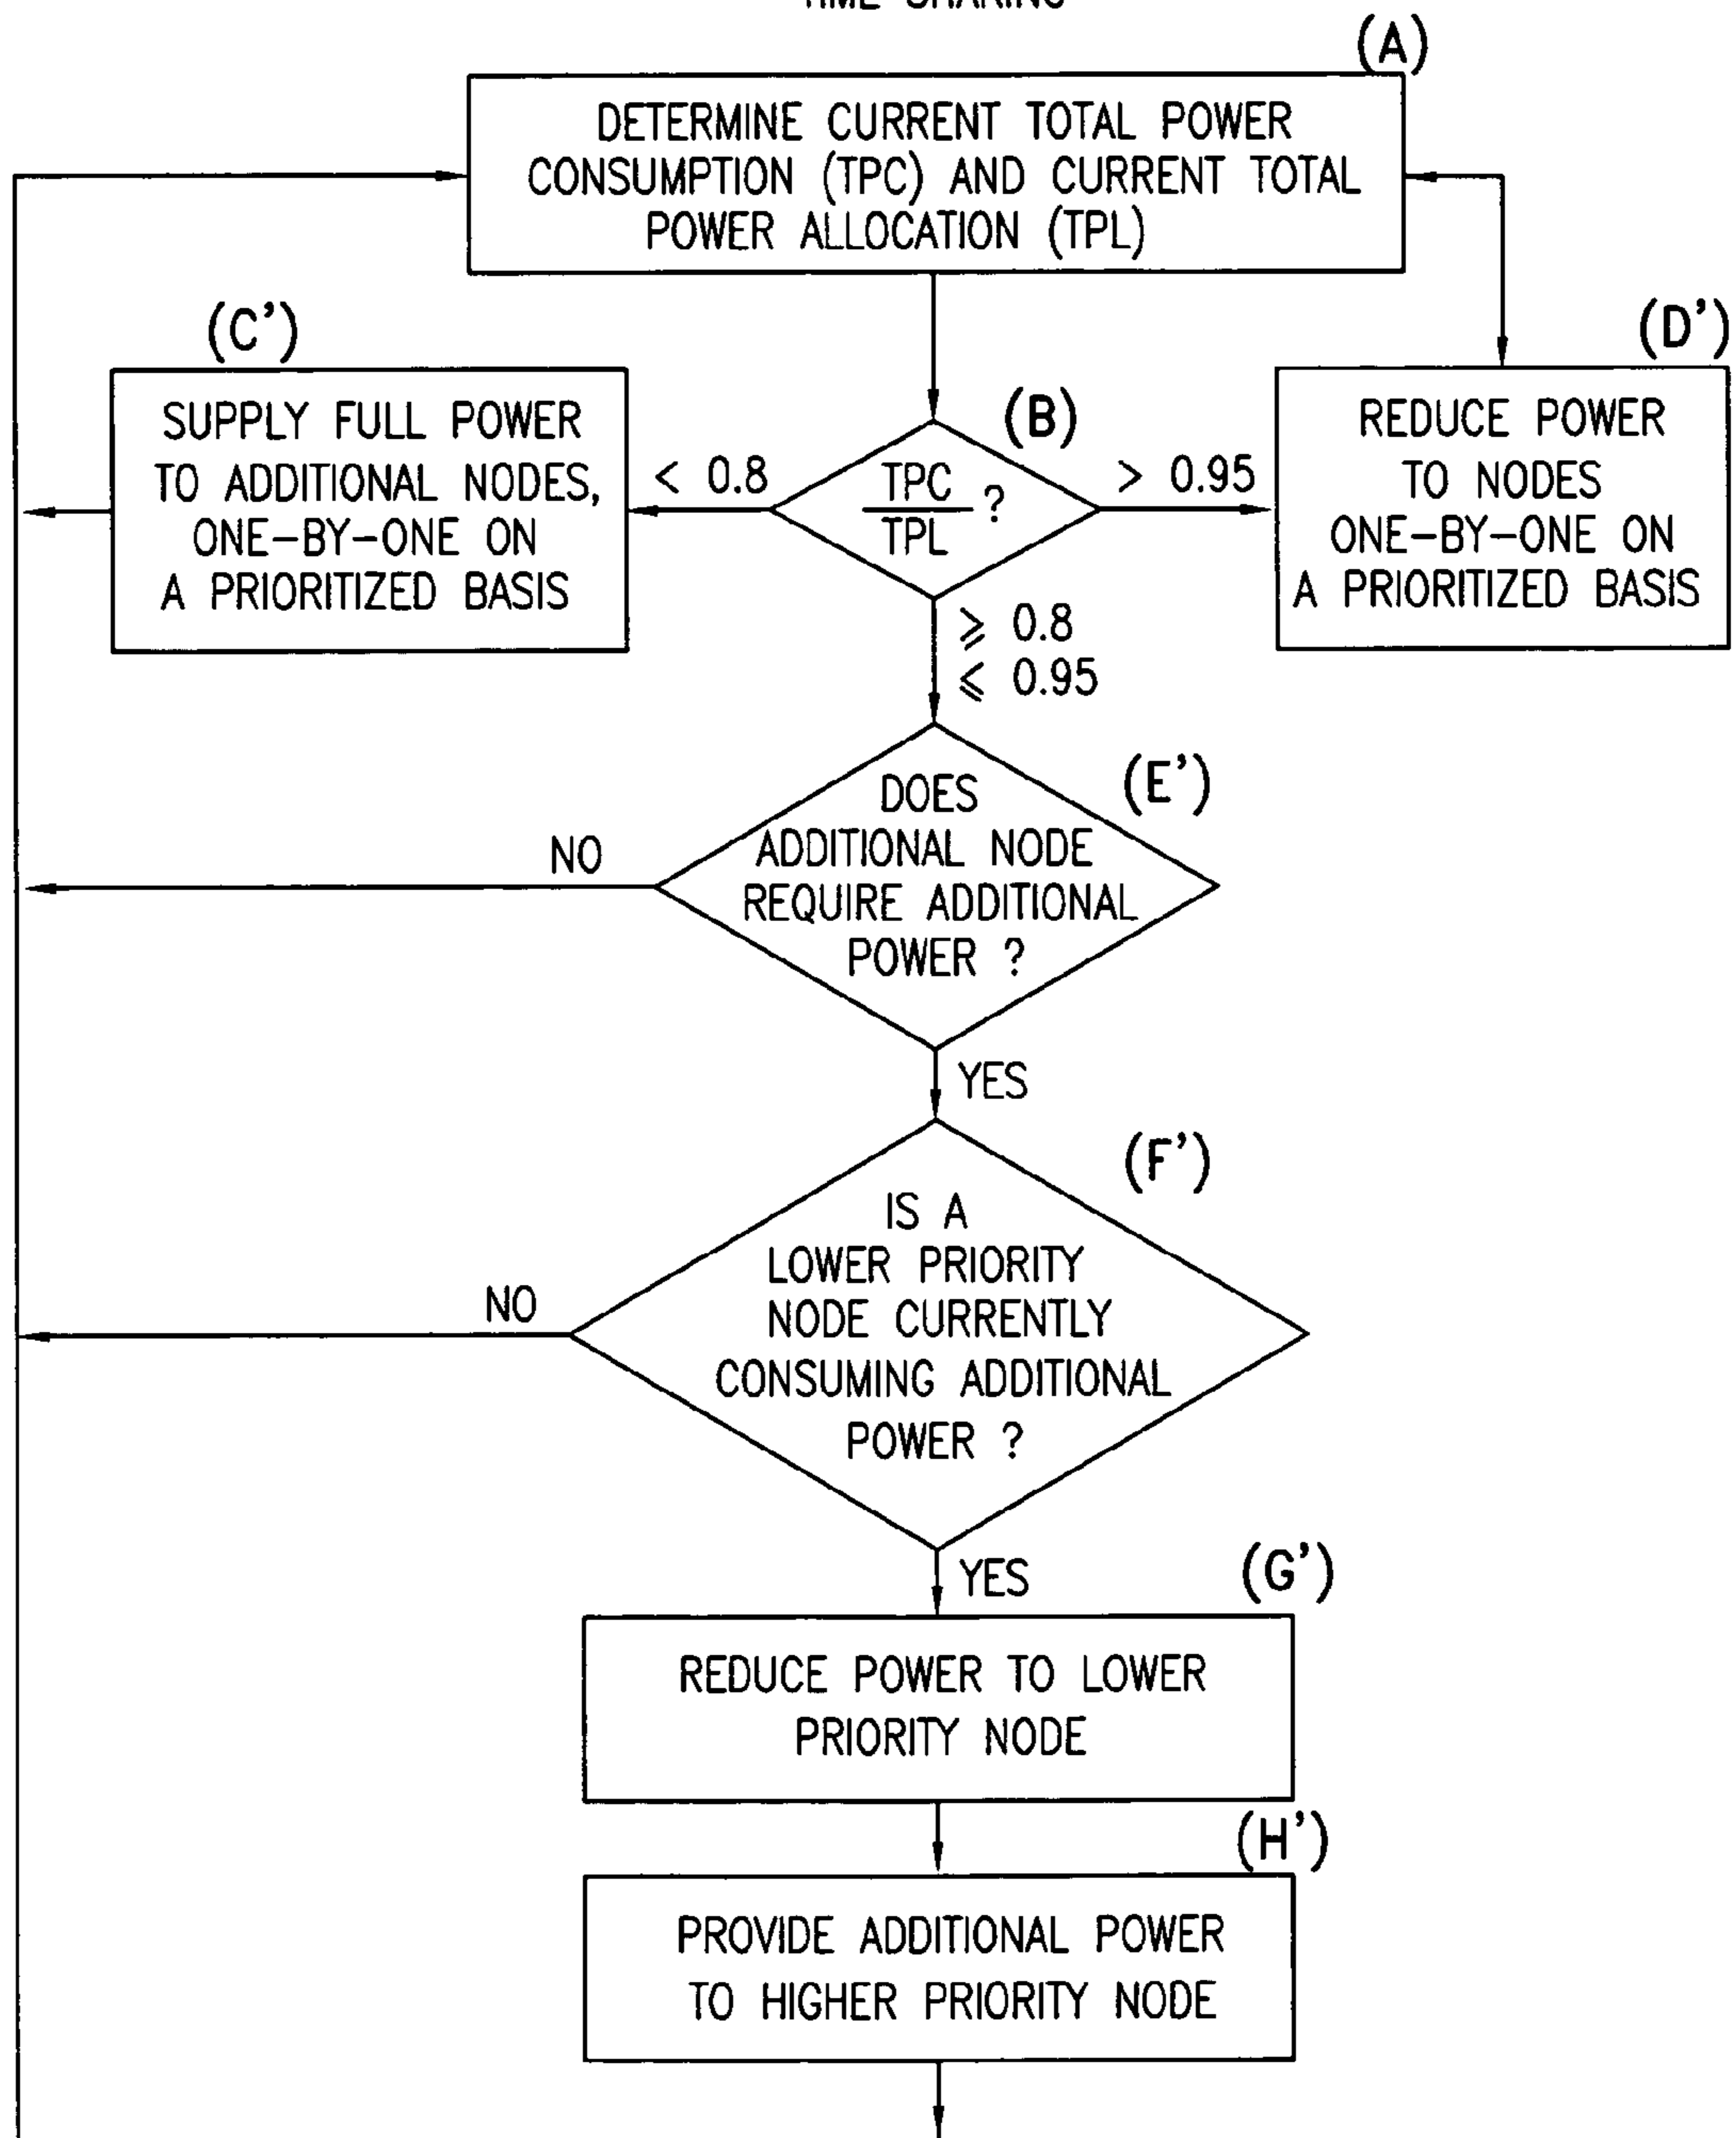 (A)
DETERMINE CURRENT TOTAL POWER
CONSUMPTION (TPC) AND CURRENT TOTAL
POWER ALLOCATION (TPL)
(C')
SUPPLY FULL POWER
TO ADDITIONAL NODES,
ONE-BY-ONE ON
A PRIORITIZED BASIS
< 0.8
(B)
TPC
TPL
?
> 0.95
(D')
REDUCE POWER
TO NODES
ONE-BY-ONE ON
A PRIORITIZED BASIS
⩾ 0.8
⩽ 0.95
(E')
DOES
ADDITIONAL NODE
REQUIRE ADDITIONAL
POWER ?
NO
YES
(F')
IS A
LOWER PRIORITY
NODE CURRENTLY
CONSUMING ADDITIONAL
POWER ?
NO
YES
(G')
REDUCE POWER TO LOWER
PRIORITY NODE
(H')
PROVIDE ADDITIONAL POWER
TO HIGHER PRIORITY NODE